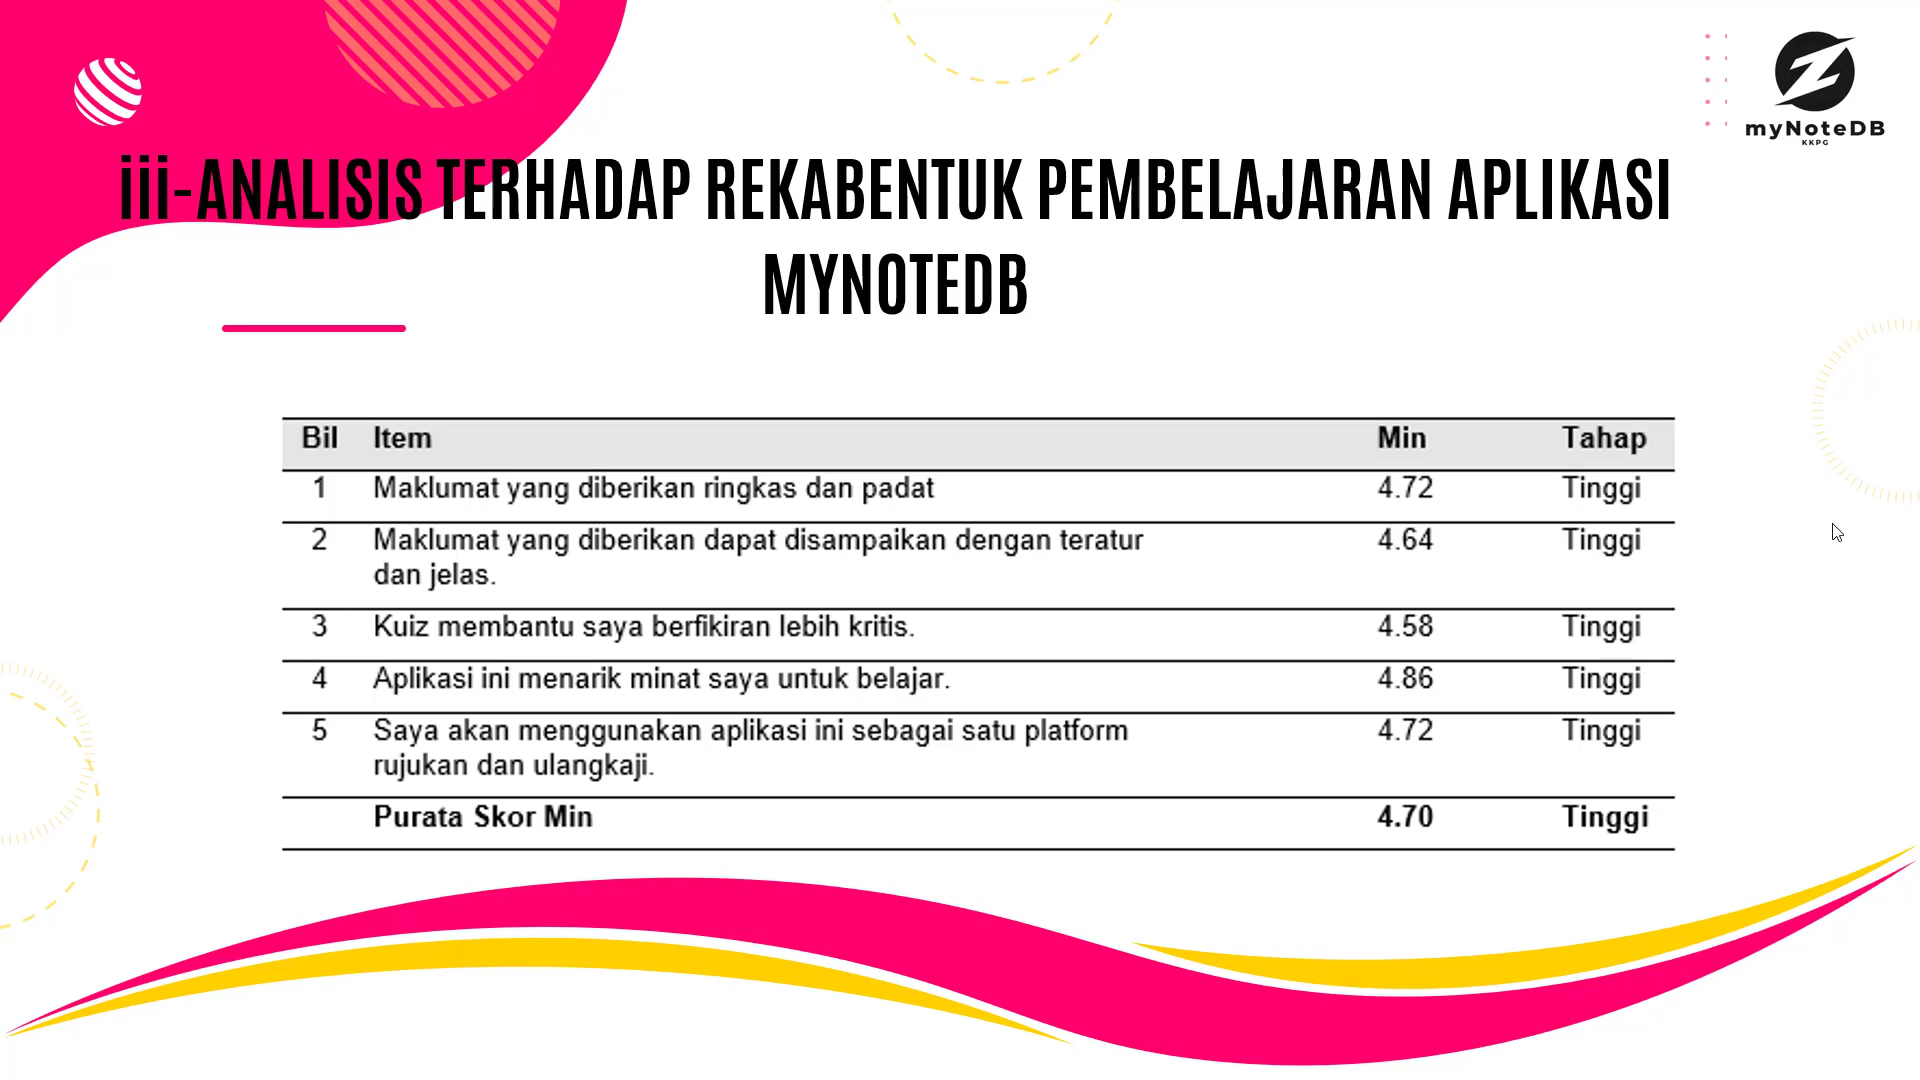 myNoteDB
KKPG
iii-ANALISIS TERHADAP REKABENTUK PEMBELAJARAN APLIKASI
MYNOTEDB
Bil Item Min Tahap
1 Maklumat yang diberikan ringkas dan padat 4.72 Tinggi
2 Maklumat yang diberikan dapat disampaikan dengan teratur 4.64 Tinggi
dan jelas.
3 Kuiz membantu saya berfikiran lebih kritis. 4.58 Tinggi
4 Aplikasi ini menarik minat saya untuk belajar. 4.86 Tinggi
5 Saya akan menggunakan aplikasi ini sebagai satu platform 4.72 Tinggi
rujukan dan ulangkaji.
Purata Skor Min 4.70 Tinggi